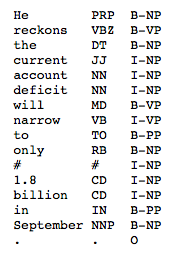 He PRP B-NP
reckons VBZ B-VP
the DT B-NP
current JJ I-NP
account NN I-NP
deficit NN I-NP
will MD B-VP
narrow VB I-VP
to TO B-PP
only RB B-NP
# # I-NP
1.8 CD I-NP
billion CD I-NP
in IN B-PP
September NNP B-NP
. . O